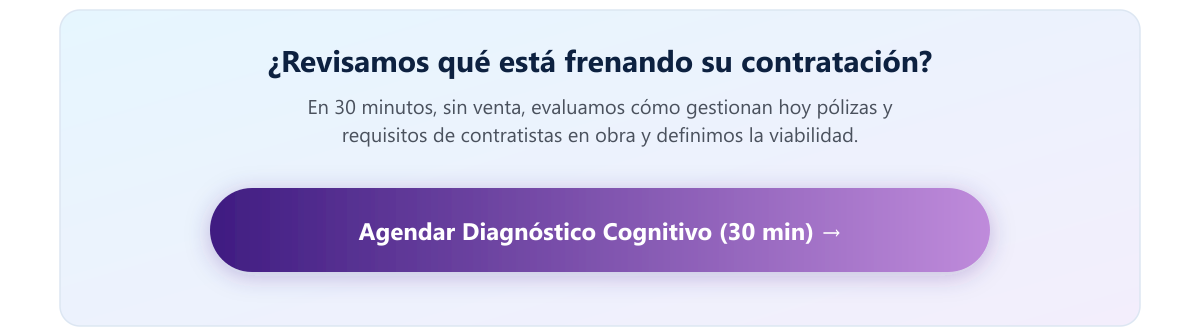 ¿Revisamos qué está frenando su contratación?
En 30 minutos, sin venta, evaluamos cómo gestionan hoy pólizas y
requisitos de contratistas en obra y definimos la viabilidad.
Agendar Diagnóstico Cognitivo (30 min) →